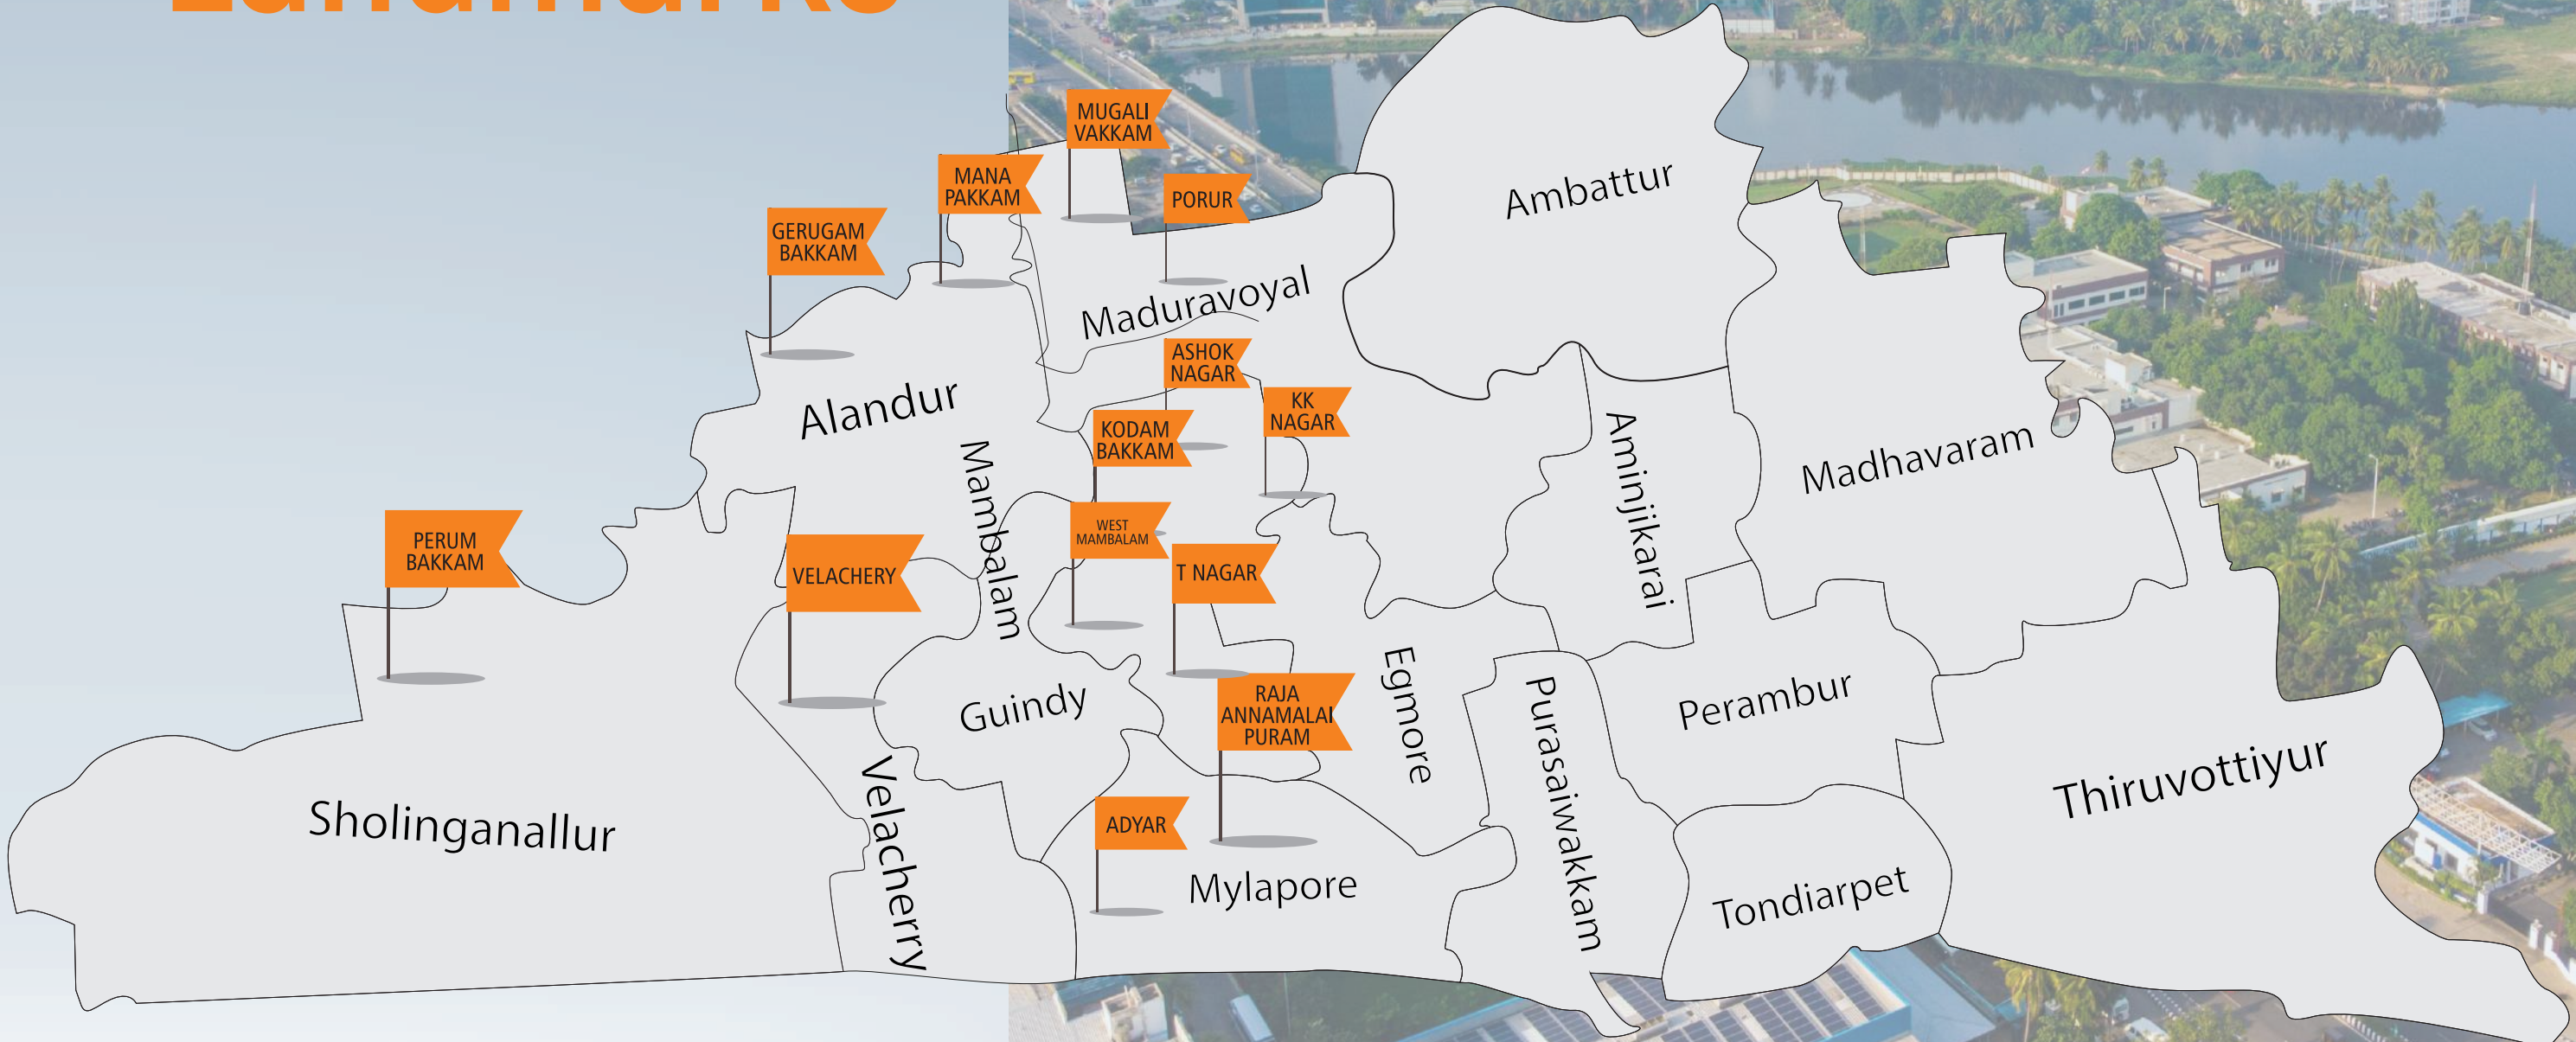 Landmarks
MUGALI
VAKKAM
MANA
PAKKAM
PORUR
GERUGAM
BAKKAM
Ambattur
Maduravoyal
ASHOK
NAGAR
KK
NAGAR
KODAM
BAKKAM
Alandur
Mambalam
Aminjikarai
Madhavaram
PERUM
BAKKAM
VELACHERY
WEST
MAMBALAM
T NAGAR
Guindy
RAJA
ANNAMALAI
PURAM
Egmore
Purasaiwakkam
Perambur
Thiruvottiyur
Sholinganallur
Velacherry
ADYAR
Mylapore
Tondiarpet